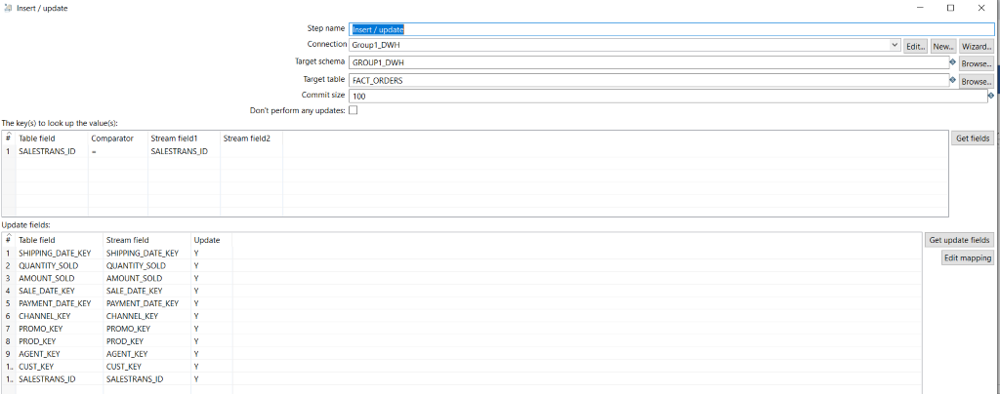 Insert / update
Step name Insert / update
Connection Group1_DWH Edit... New... Wizard...
Target schema GROUP1_DWH Browse...
Target table FACT_ORDERS Browse...
Commit size 100
Don't perform any updates:
The key(s) to look up the value(s):
# Table field Comparator Stream field1 Stream field2 Get fields
1 SALESTRANS_ID = SALESTRANS_ID
Update fields:
# Table field Stream field Update Get update fields
1 SHIPPING_DATE_KEY SHIPPING_DATE_KEY Y Edit mapping
2 QUANTITY_SOLD QUANTITY_SOLD Y
3 AMOUNT_SOLD AMOUNT_SOLD Y
4 SALE_DATE_KEY SALE_DATE_KEY Y
5 PAYMENT_DATE_KEY PAYMENT_DATE_KEY Y
6 CHANNEL_KEY CHANNEL_KEY Y
7 PROMO_KEY PROMO_KEY Y
8 PROD_KEY PROD_KEY Y
9 AGENT_KEY AGENT_KEY Y
1.. CUST_KEY CUST_KEY Y
1.. SALESTRANS_ID SALESTRANS_ID Y